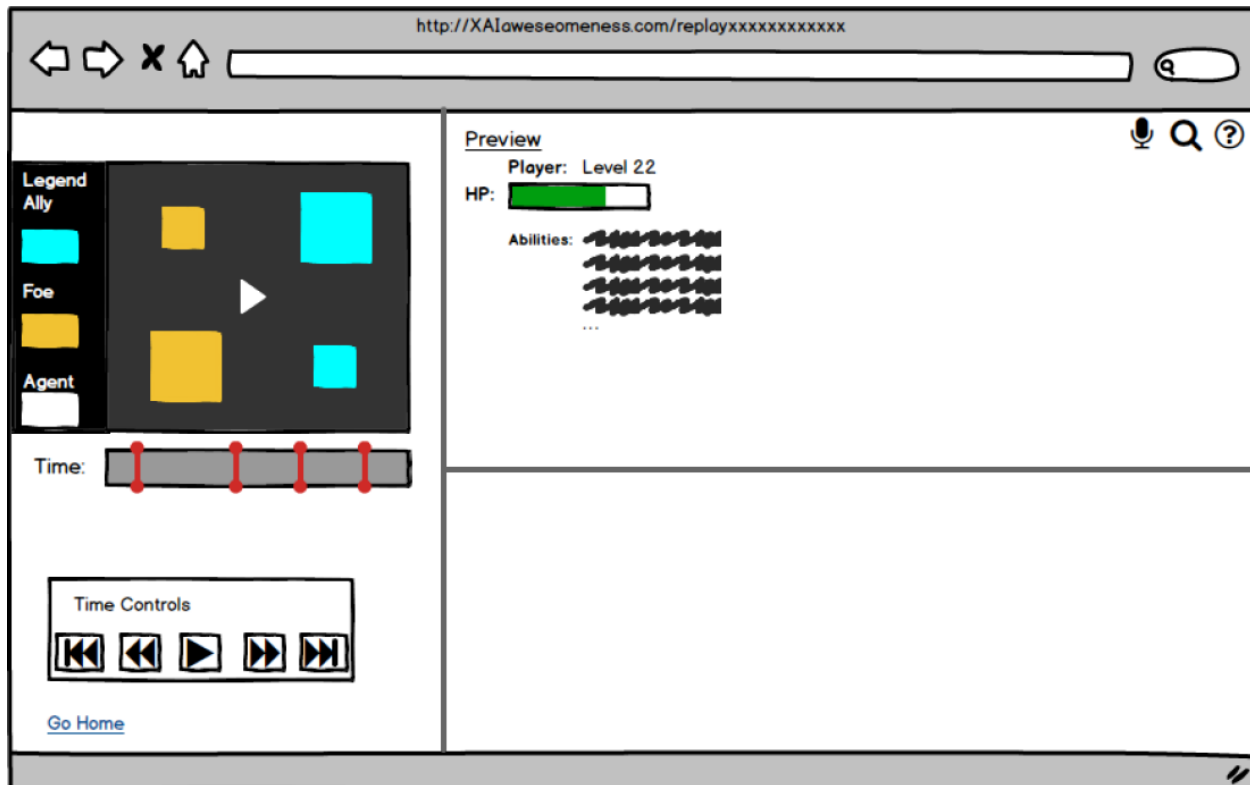 http://XAIaweseomeness.com/replayxxxxxxxxxxxx
Legend
Ally
Foe
Agent
Time:
Time Controls
Go Home
Preview
Player: Level 22
HP:
Abilities:
...